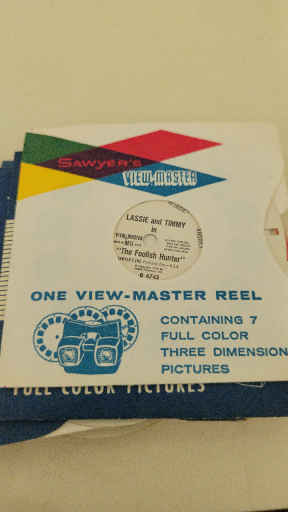 SAWYER'S
VIEW-MASTER
LASSIE and TIMMY
in
"The Foolish Hunter"
ONE VIEW-MASTER REEL
CONTAINING 7
FULL COLOR
THREE DIMENSION
PICTURES
FULL COLOR PICTURES